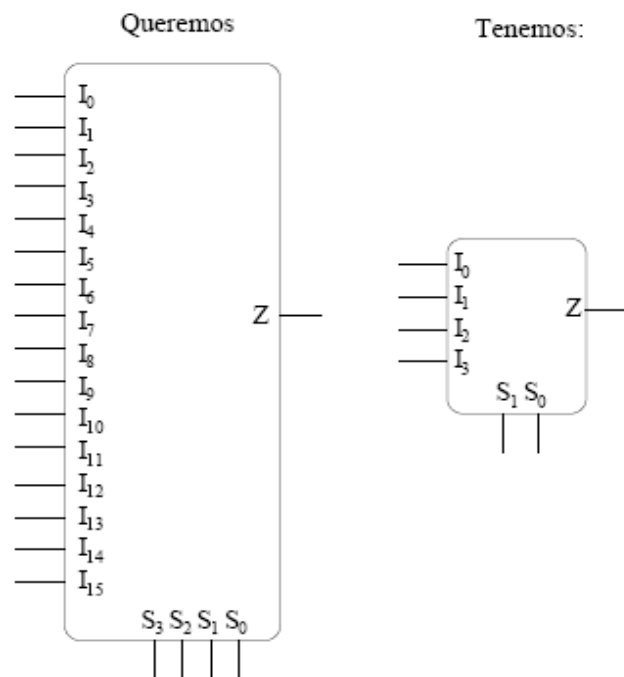 Queremos
Tenemos:
I₀
I₁
I₂
I₃
I₄
I₅
I₆
I₇
I₈
I₉
I₁₀
I₁₁
I₁₂
I₁₃
I₁₄
I₁₅
Z
S₃ S₂ S₁ S₀
I₀
I₁
I₂
I₃
Z
S₁ S₀